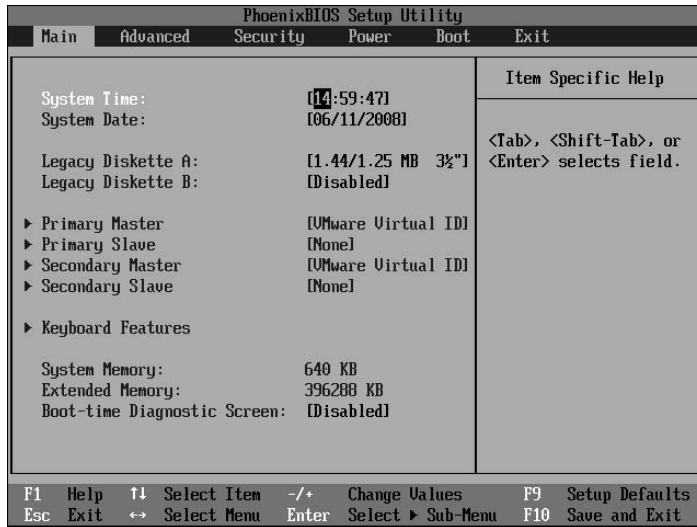 PhoenixBIOS Setup Utility
Main Advanced Security Power Boot Exit
Item Specific Help
System Time: [14:59:47]
System Date: [06/11/2008]
<Tab>, <Shift-Tab>, or
<Enter> selects field.
Legacy Diskette A: [1.44/1.25 MB 3½"]
Legacy Diskette B: [Disabled]
▶ Primary Master [VMware Virtual ID]
▶ Primary Slave [None]
▶ Secondary Master [VMware Virtual ID]
▶ Secondary Slave [None]
▶ Keyboard Features
System Memory: 640 KB
Extended Memory: 396288 KB
Boot-time Diagnostic Screen: [Disabled]
F1 Help ↑↓ Select Item -/+ Change Values F9 Setup Defaults
Esc Exit ↔ Select Menu Enter Select ▶ Sub-Menu F10 Save and Exit